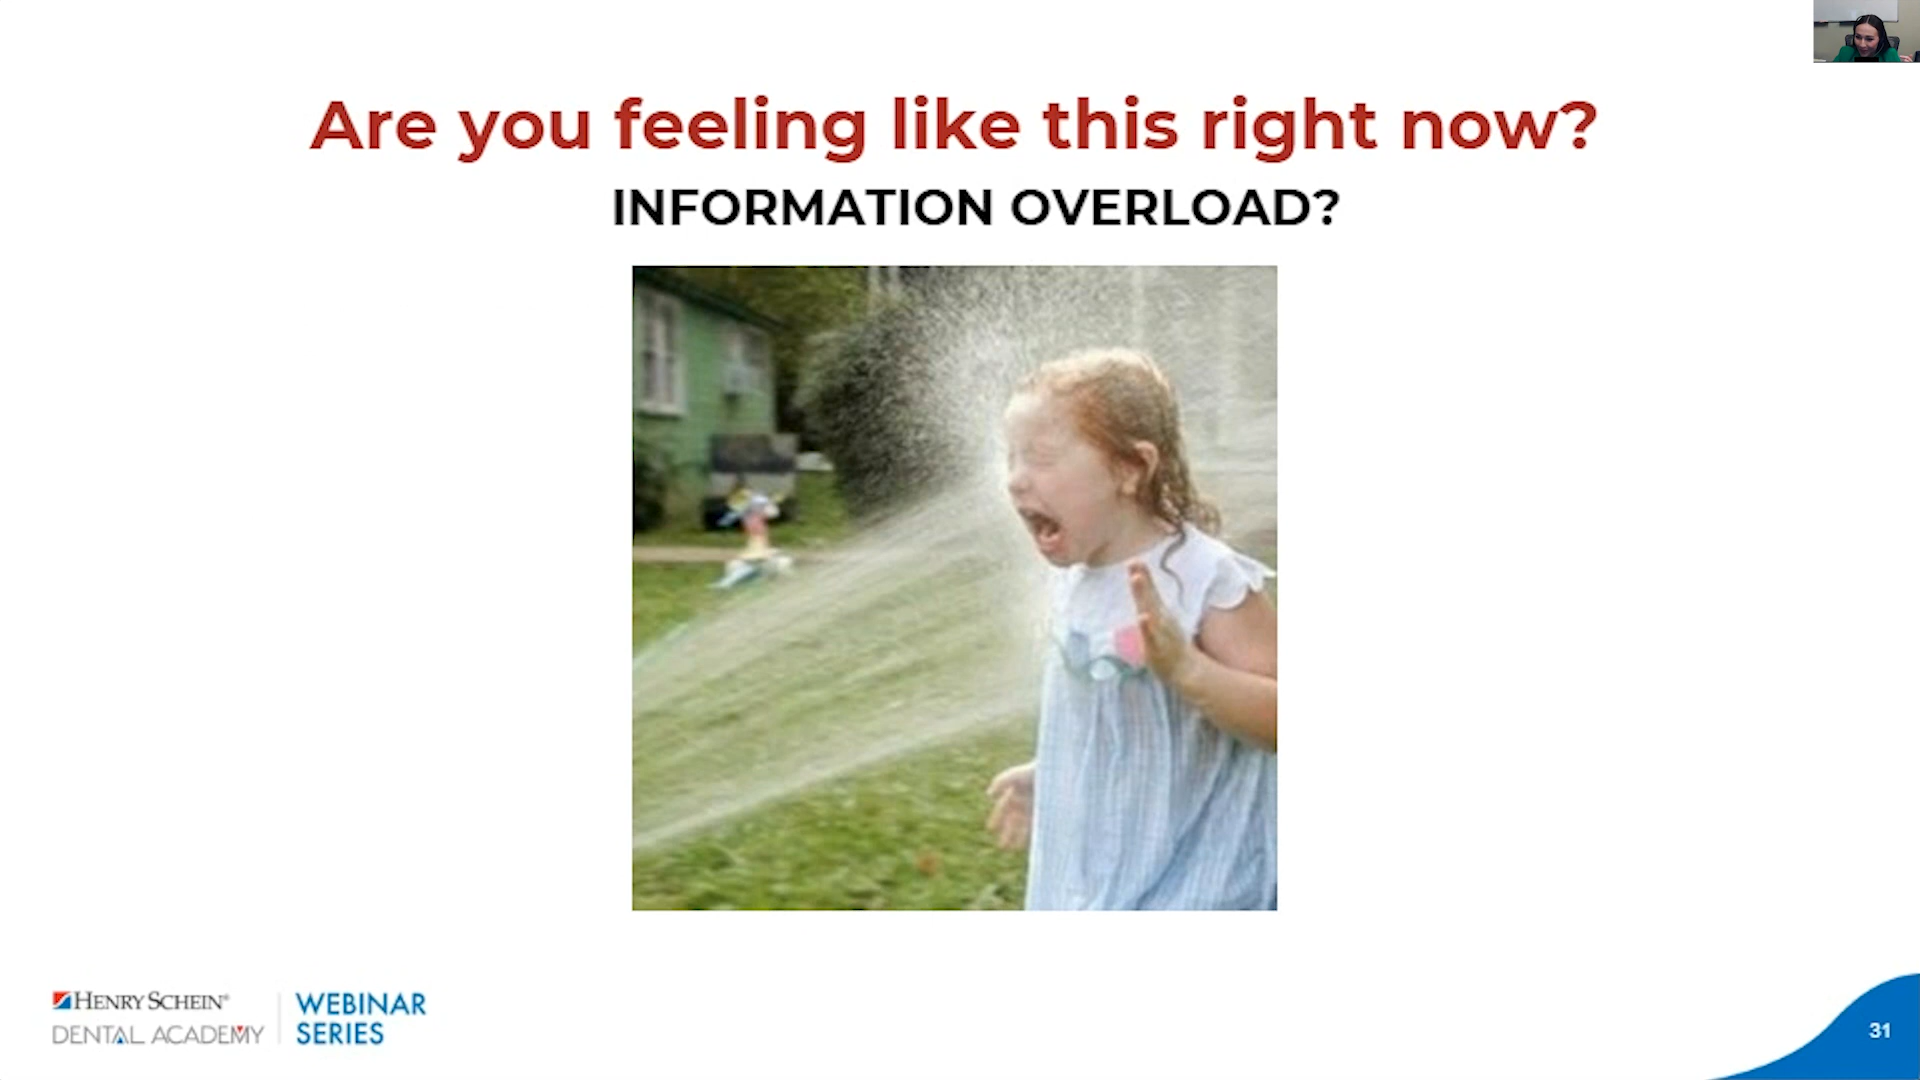 Are you feeling like this right now?
INFORMATION OVERLOAD?
HENRY SCHEIN®
DENTAL ACADEMY
WEBINAR
SERIES
31